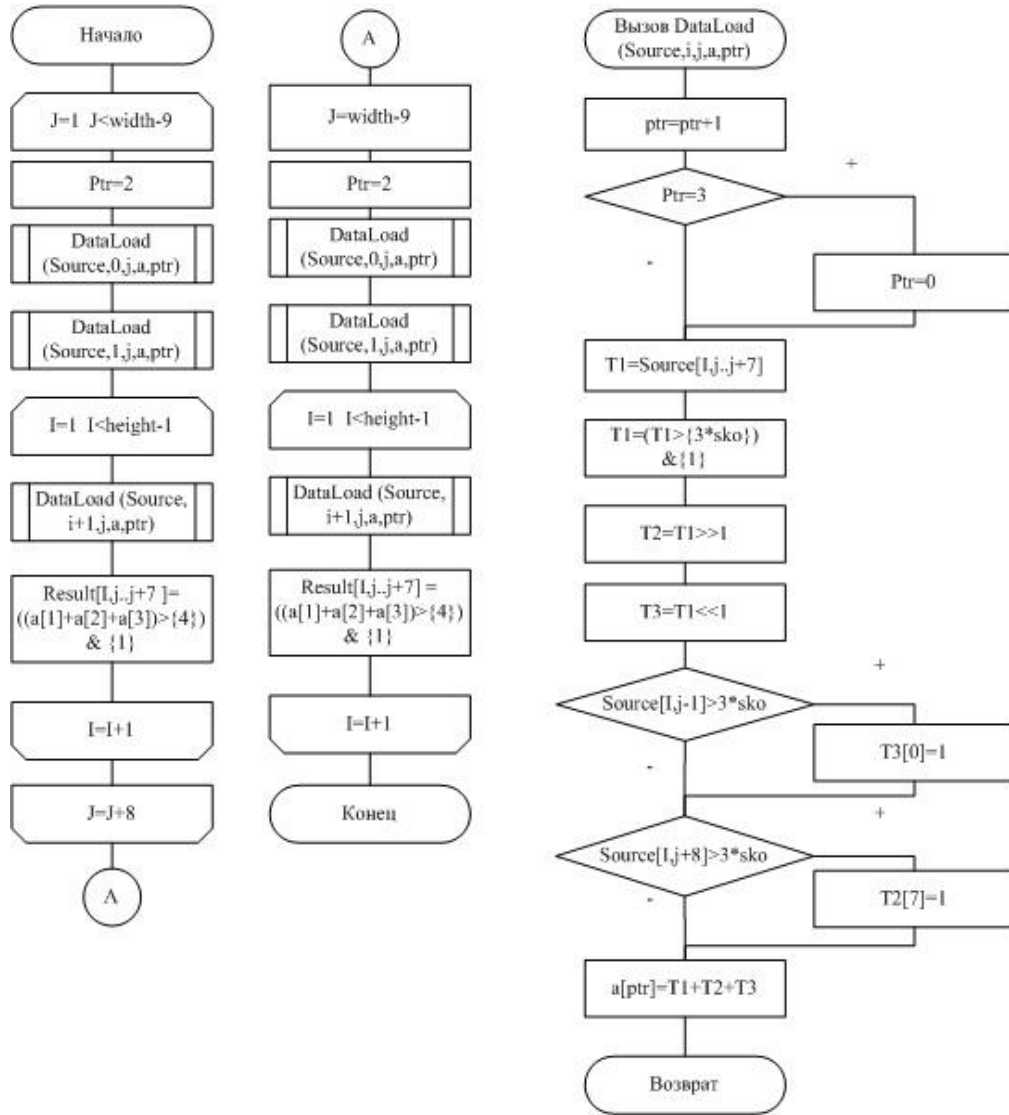 Начало
J=1 J<width-9
Ptr=2
DataLoad
(Source,0,j,a,ptr)
DataLoad
(Source,1,j,a,ptr)
I=1 I<height-1
DataLoad (Source,
i+1,j,a,ptr)
Result[I,j..j+7 ]=
((a[1]+a[2]+a[3])>{4})
& {1}
I=I+1
J=J+8
A
A
J=width-9
Ptr=2
DataLoad
(Source,0,j,a,ptr)
DataLoad
(Source,1,j,a,ptr)
I=1 I<height-1
DataLoad (Source,
i+1,j,a,ptr)
Result[I,j..j+7] =
((a[1]+a[2]+a[3])>{4})
& {1}
I=I+1
Конец
Вызов DataLoad
(Source,i,j,a,ptr)
ptr=ptr+1
Ptr=3
+
-
Ptr=0
T1=Source[I,j..j+7]
T1=(T1>{3*sko})
&{1}
T2=T1>>1
T3=T1<<1
Source[I,j-1]>3*sko
+
-
T3[0]=1
Source[I,j+8]>3*sko
+
-
T2[7]=1
a[ptr]=T1+T2+T3
Возврат